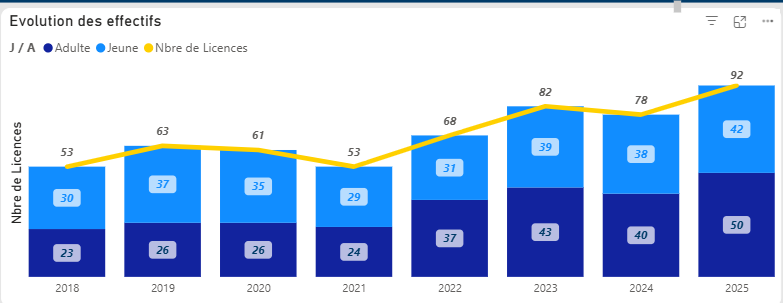 Evolution des effectifs
J / A Adulte Jeune Nbre de Licences
Nbre de Licences
53 63 61 53 68 82 78 92
30 37 35 29 31 39 38 42
23 26 26 24 37 43 40 50
2018 2019 2020 2021 2022 2023 2024 2025